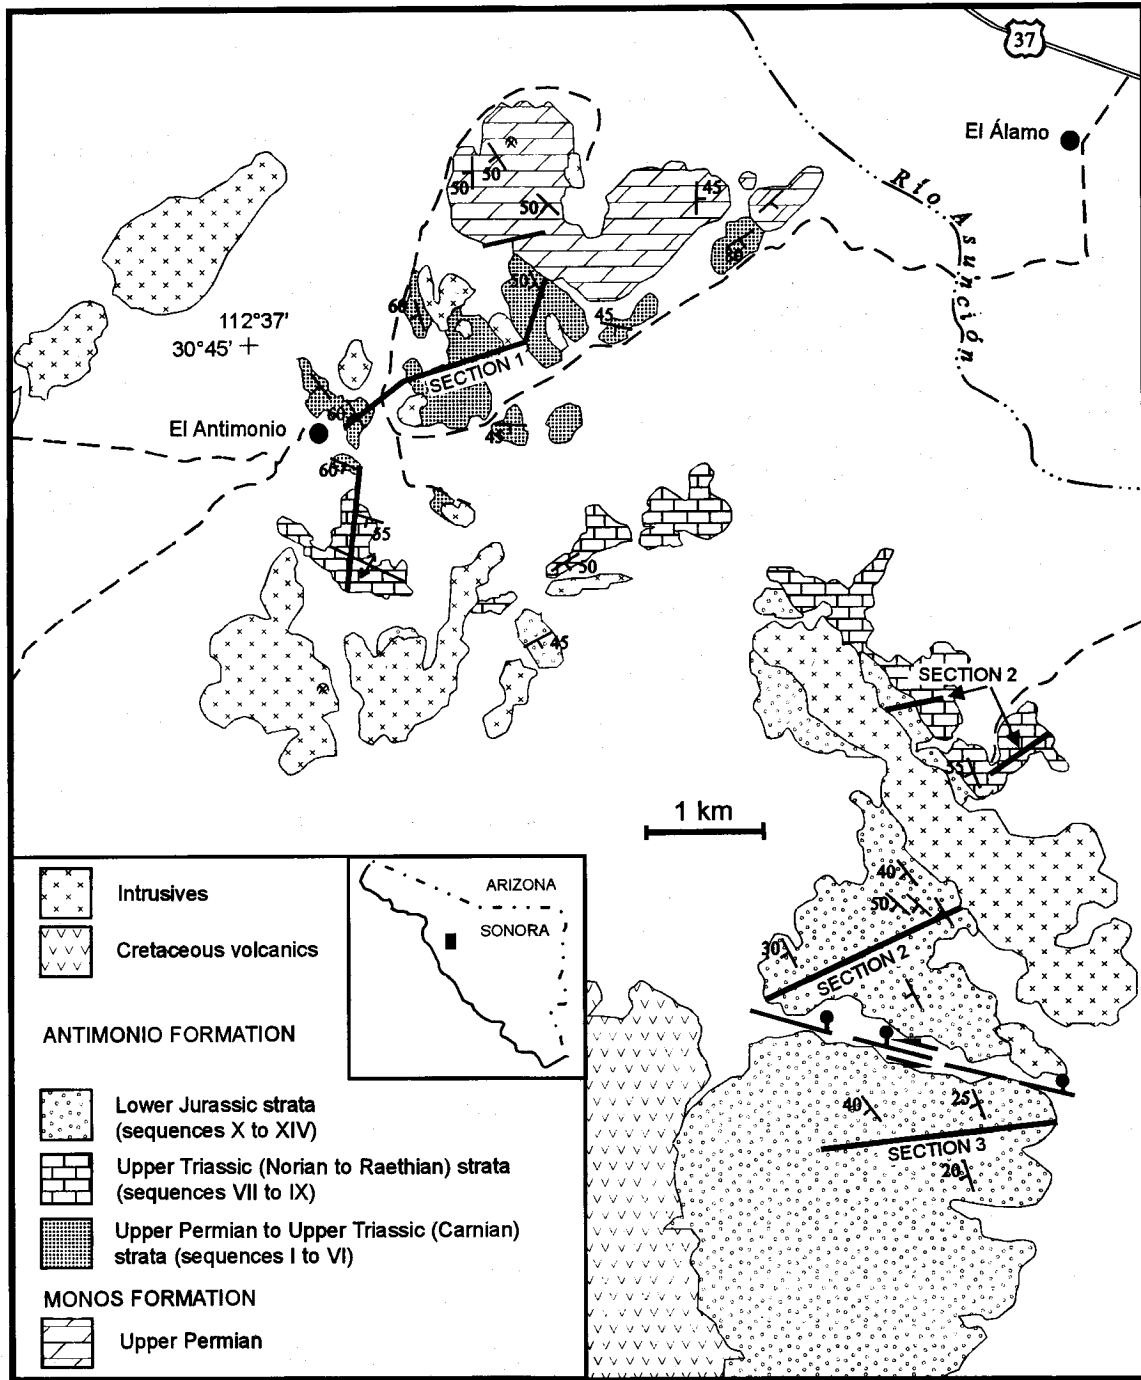 37
El Álamo
Río Asunción
50
50
50
45
30
50
60
45
112°37'
30°45'
SECTION 1
60
El Antimonio
45
60
55
50
45
SECTION 2
55
1 km
40
50
30
SECTION 2
25
40
SECTION 3
20
Intrusives
Cretaceous volcanics
ARIZONA
SONORA
ANTIMONIO FORMATION
Lower Jurassic strata
(sequences X to XIV)
Upper Triassic (Norian to Raethian) strata
(sequences VII to IX)
Upper Permian to Upper Triassic (Carnian)
strata (sequences I to VI)
MONOS FORMATION
Upper Permian